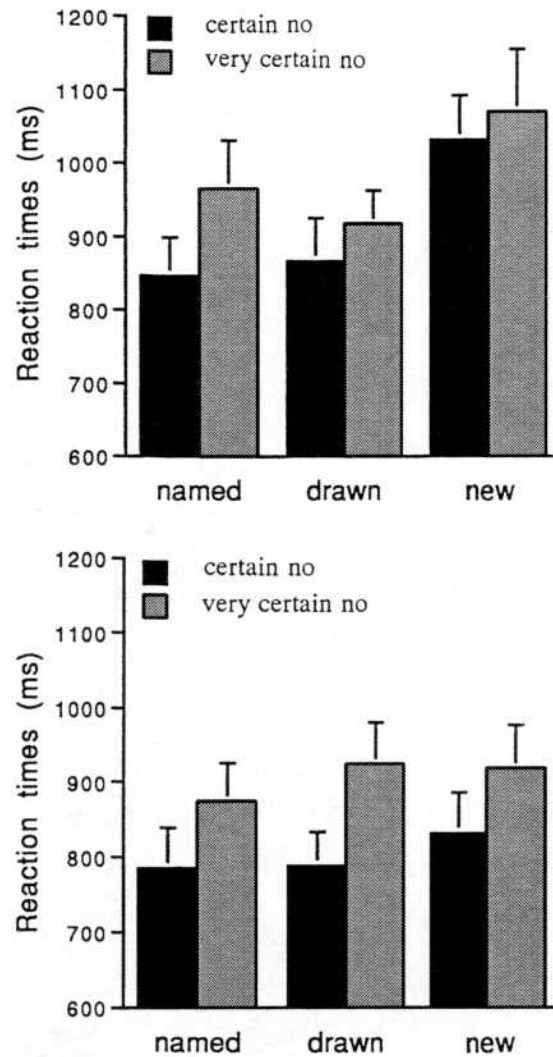 1200
certain no
very certain no
1100
1000
900
800
700
600
Reaction times (ms)
named drawn new
1200
certain no
very certain no
1100
1000
900
800
700
600
Reaction times (ms)
named drawn new